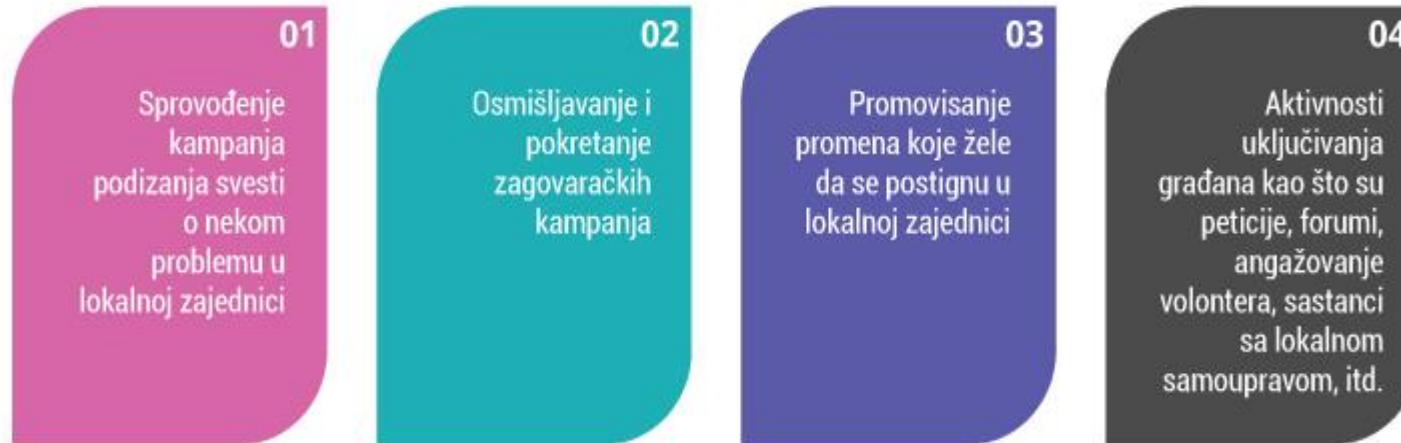 01
Sprovođenje
kampanja
podizanja svesti
o nekom
problemu u
lokalnoj zajednici
02
Osmišljavanje i
pokretanje
zagovaračkih
kampanja
03
Promovisanje
promena koje žele
da se postignu u
lokalnoj zajednici
04
Aktivnosti
uključivanja
građana kao što su
peticije, forumi,
angažovanje
volontera, sastanci
sa lokalnom
samoupravom, itd.